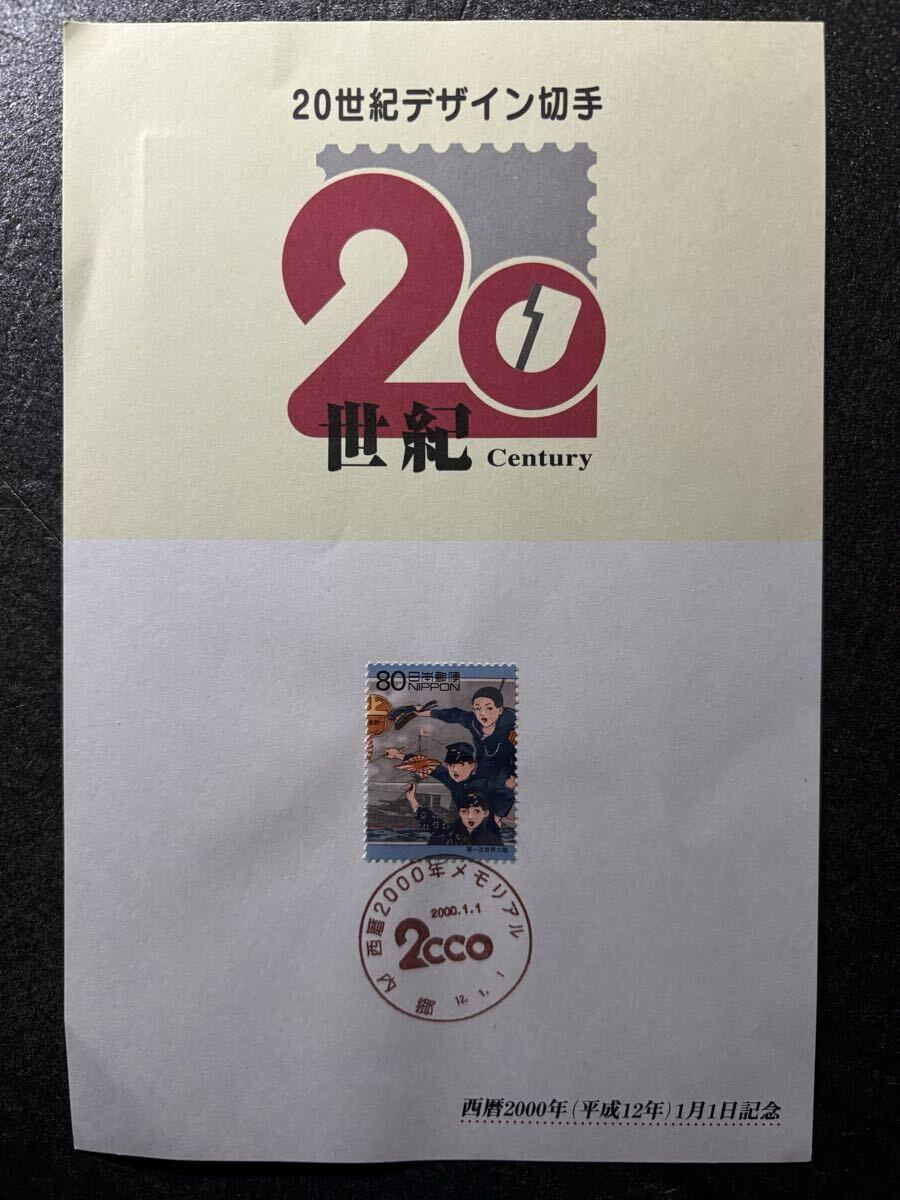 20世紀デザイン切手
20
世紀 Century
80 日本郵便
NIPPON
第一次世界大戦
西暦2000年メモリアル
2000.1.1
2000
12.1.1
内郷
西暦2000年(平成12年)1月1日記念